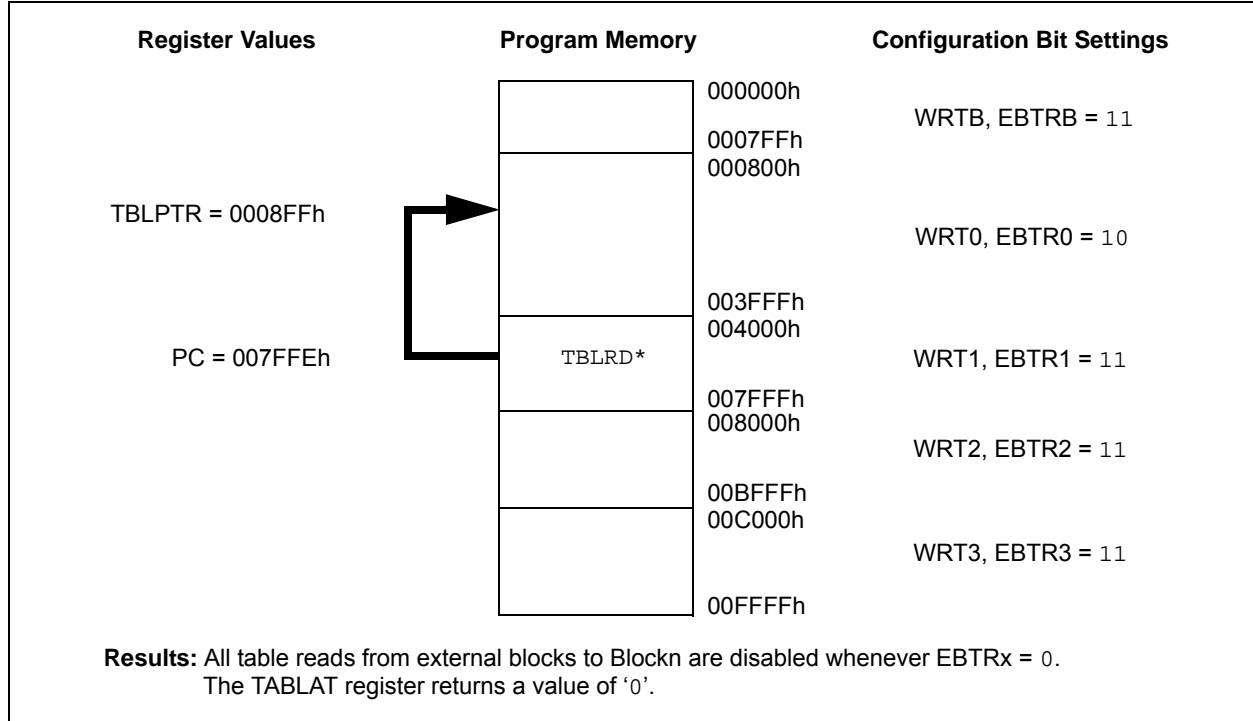 Register Values Program Memory Configuration Bit Settings
000000h
WRTB, EBTRB = 11
0007FFh
000800h
TBLPTR = 0008FFh
WRT0, EBTR0 = 10
003FFFh
004000h
PC = 007FFEh TBLRD* WRT1, EBTR1 = 11
007FFFh
008000h
WRT2, EBTR2 = 11
00BFFFh
00C000h
WRT3, EBTR3 = 11
00FFFFh
Results: All table reads from external blocks to Blockn are disabled whenever EBTRx = 0.
The TABLAT register returns a value of ‘0’.